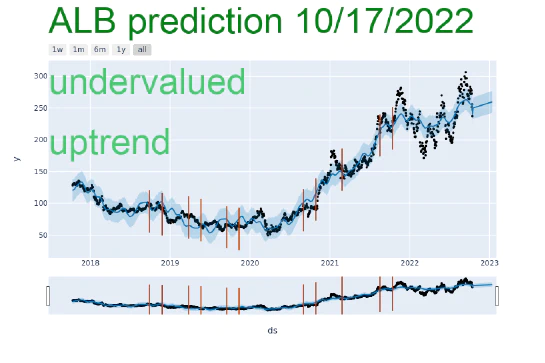 ALB prediction 10/17/2022
1w 1m 6m 1y all
undervalued
uptrend
300
250
200
150
100
50
y
2018 2019 2020 2021 2022 2023
ds